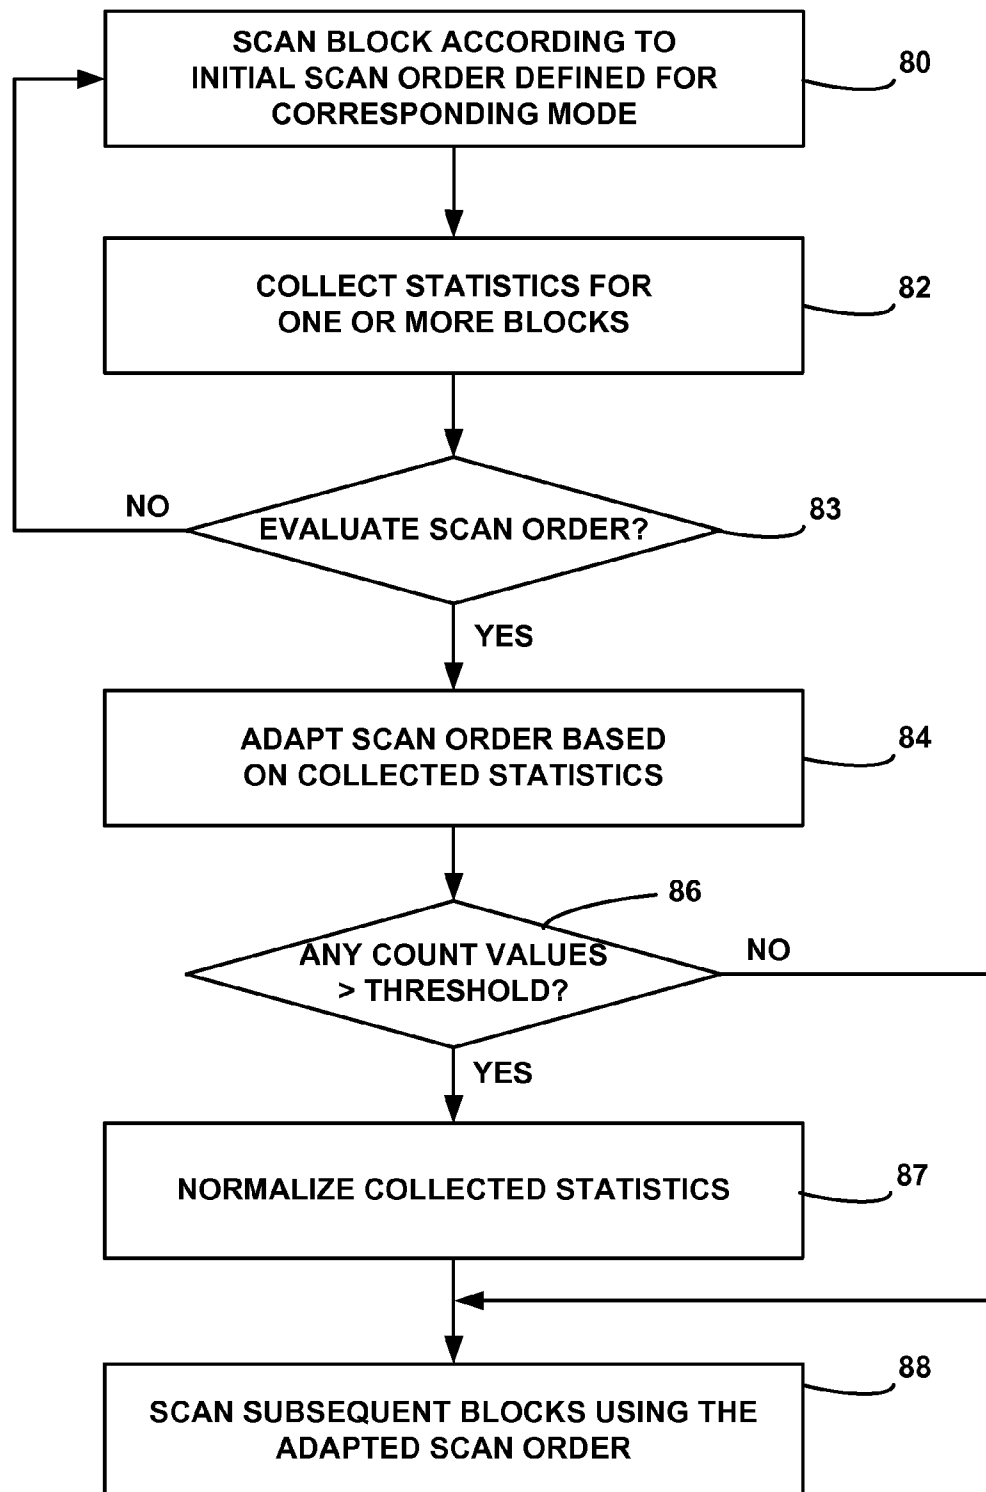 SCAN BLOCK ACCORDING TO
INITIAL SCAN ORDER DEFINED FOR
CORRESPONDING MODE
80
COLLECT STATISTICS FOR
ONE OR MORE BLOCKS
82
NO
EVALUATE SCAN ORDER?
83
YES
ADAPT SCAN ORDER BASED
ON COLLECTED STATISTICS
84
86
ANY COUNT VALUES
> THRESHOLD?
NO
YES
NORMALIZE COLLECTED STATISTICS
87
88
SCAN SUBSEQUENT BLOCKS USING THE
ADAPTED SCAN ORDER